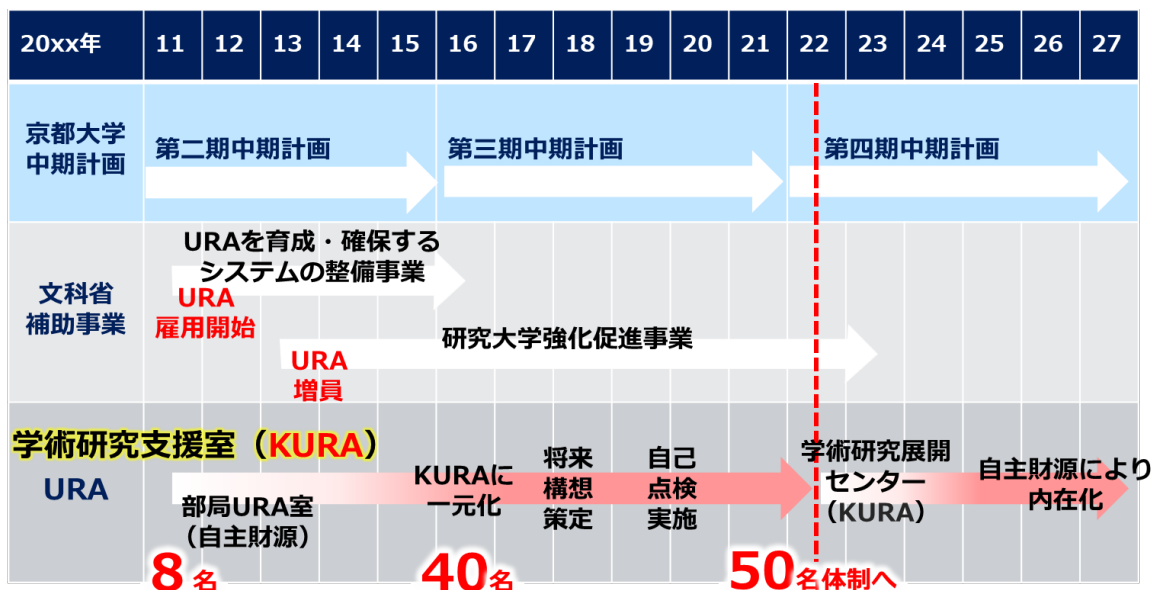 20xx年 11 12 13 14 15 16 17 18 19 20 21 22 23 24 25 26 27
京都大学
中期計画
第二期中期計画 第三期中期計画 第四期中期計画
文科省
補助事業
URAを育成・確保する
システムの整備事業
URA
雇用開始
研究大学強化促進事業
URA
増員
学術研究支援室（KURA）
URA
部局URA室
（自主財源）
KURAに
一元化
将来
構想
策定
自己
点検
実施
学術研究展開
センター
（KURA）
自主財源により
内在化
8名 40名 50名体制へ